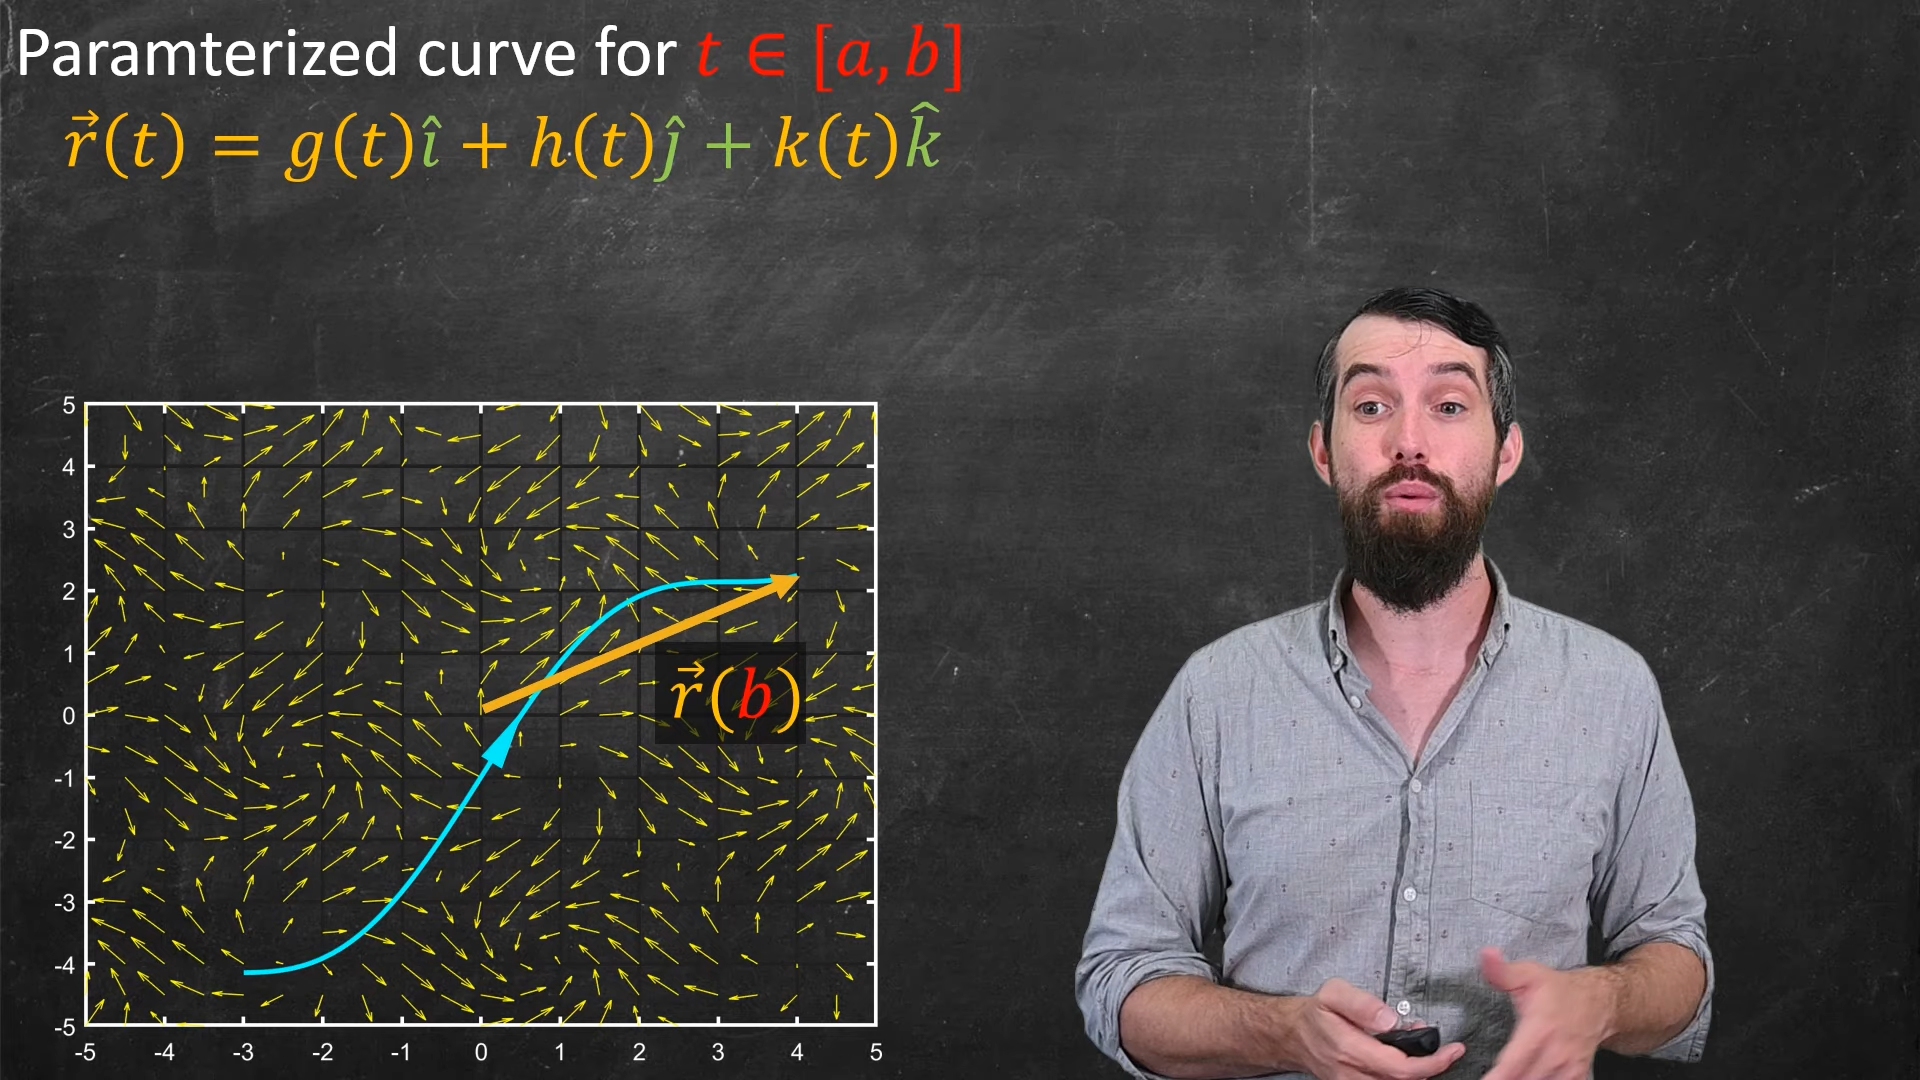 Paramterized curve for t ∈ [a, b]
r⃗(t) = g(t)î + h(t)ĵ + k(t)k̂
5
4
3
2
1
0
-1
-2
-3
-4
-5
r⃗(b)
-5 -4 -3 -2 -1 0 1 2 3 4 5